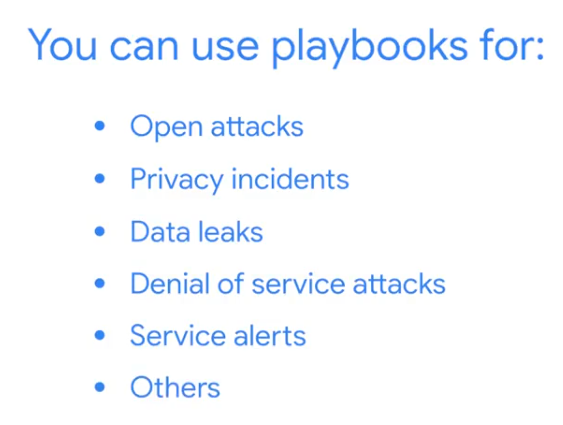 You can use playbooks for:
• Open attacks
• Privacy incidents
• Data leaks
• Denial of service attacks
• Service alerts
• Others